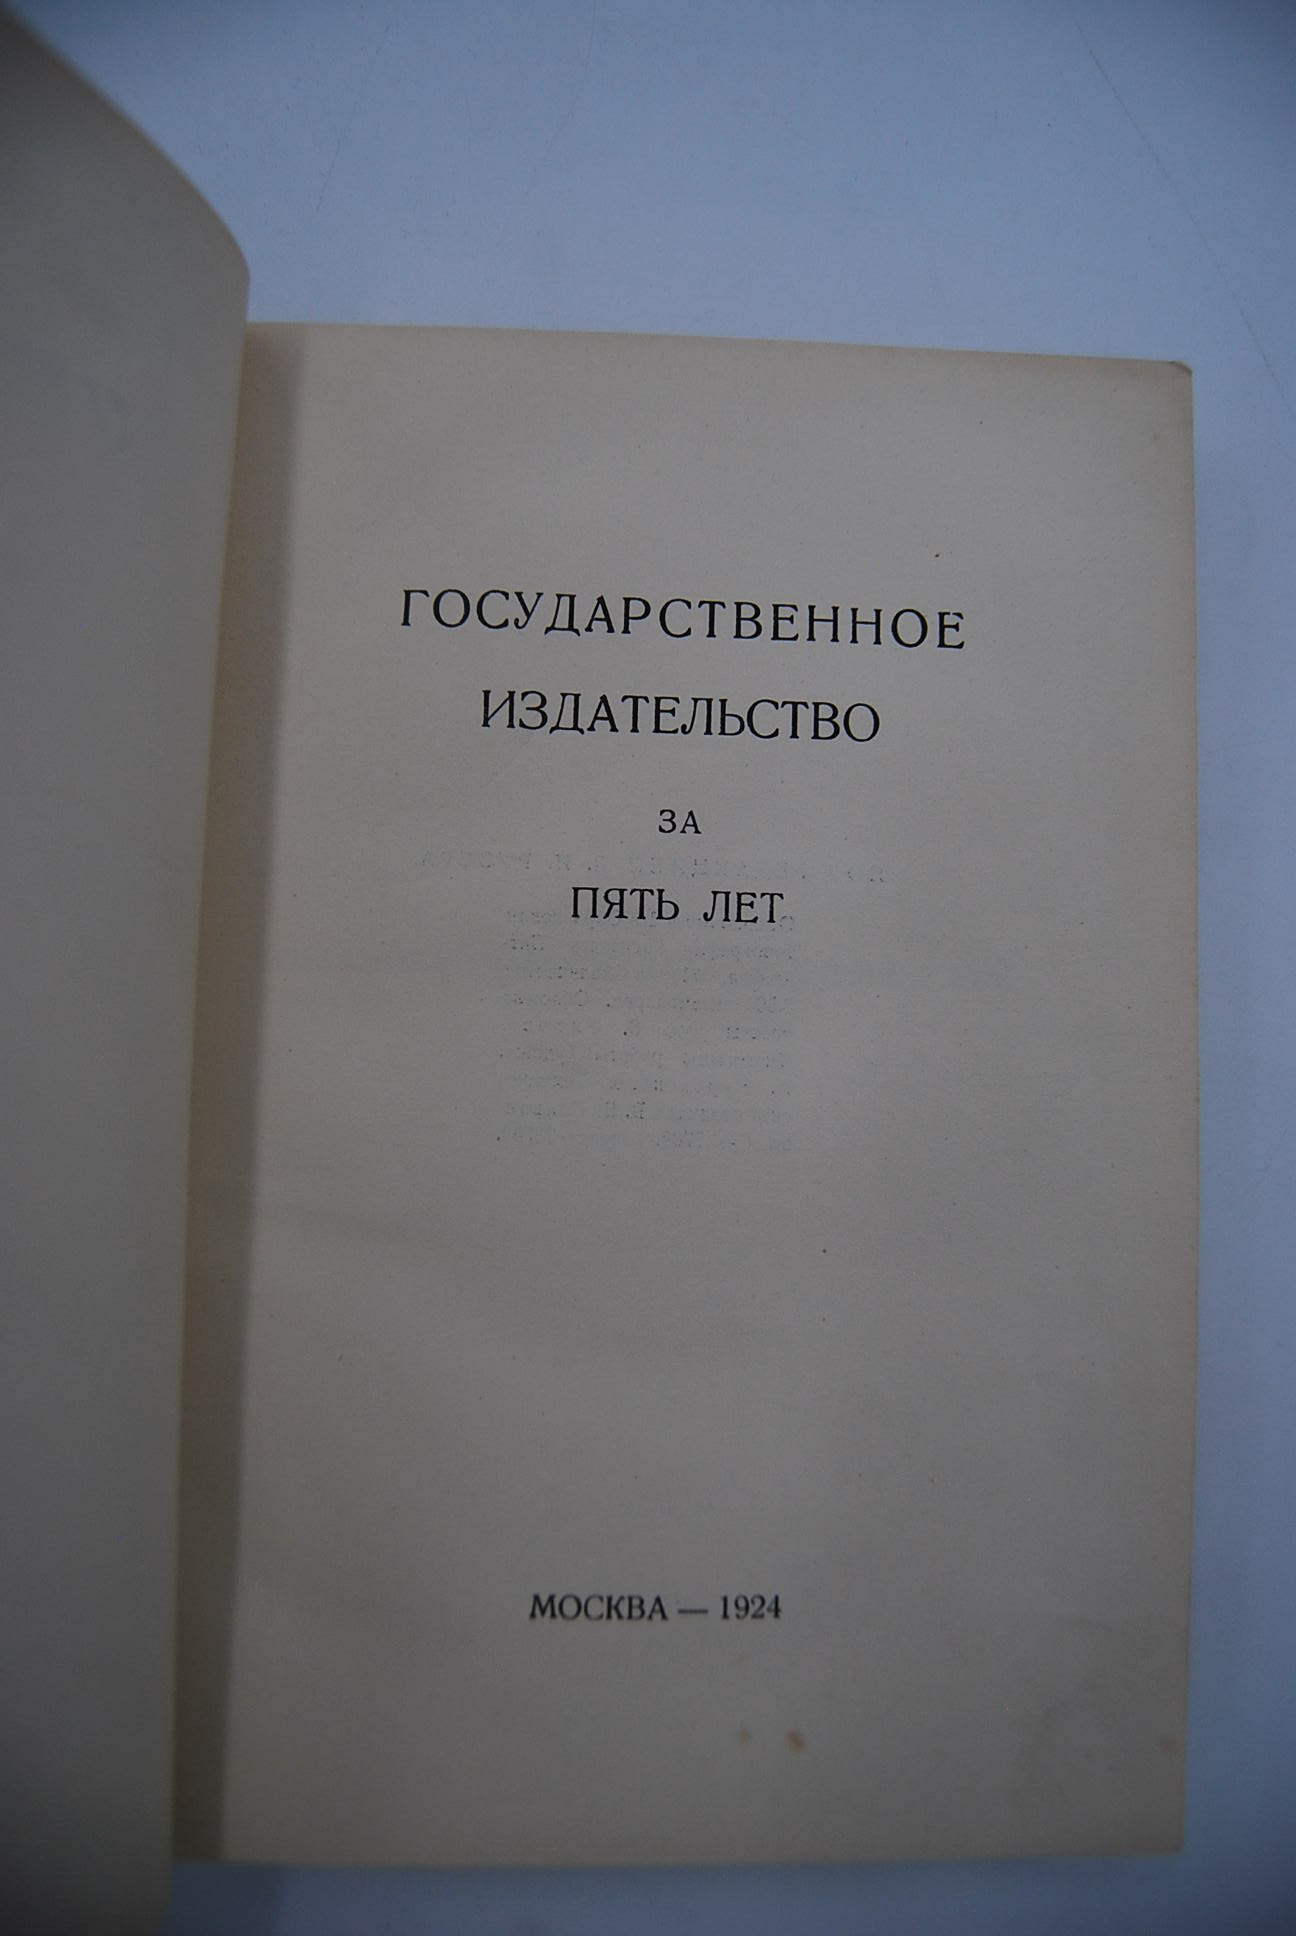 ГОСУДАРСТВЕННОЕ
ИЗДАТЕЛЬСТВО
ЗА
ПЯТЬ ЛЕТ
МОСКВА — 1924